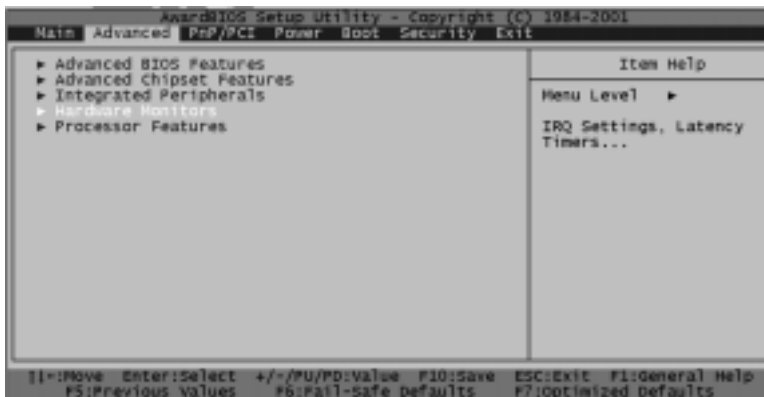 AwardBIOS Setup Utility - Copyright (C) 1984-2001
Main Advanced PnP/PCI Power Boot Security Exit
▶ Advanced BIOS Features
▶ Advanced Chipset Features
▶ Integrated Peripherals
▶ Hardware Monitors
▶ Processor Features
Item Help
Menu Level ▶
IRQ Settings, Latency
Timers...
↑↓←:Move Enter:Select +/-/PU/PD:Value F10:Save ESC:Exit F1:General Help
F5:Previous Values F6:Fail-Safe Defaults F7:Optimized Defaults